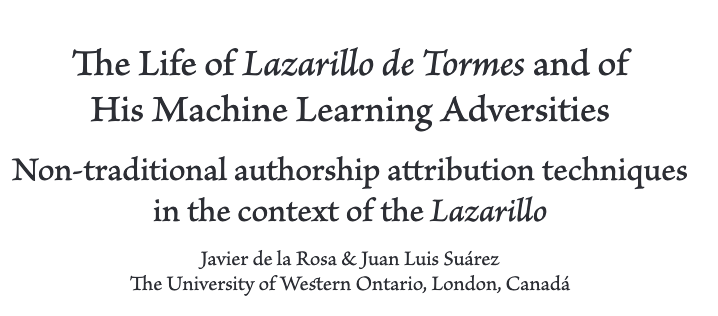 The Life of Lazarillo de Tormes and of
His Machine Learning Adversities
Non-traditional authorship attribution techniques
in the context of the Lazarillo
Javier de la Rosa & Juan Luis Suárez
The University of Western Ontario, London, Canadá